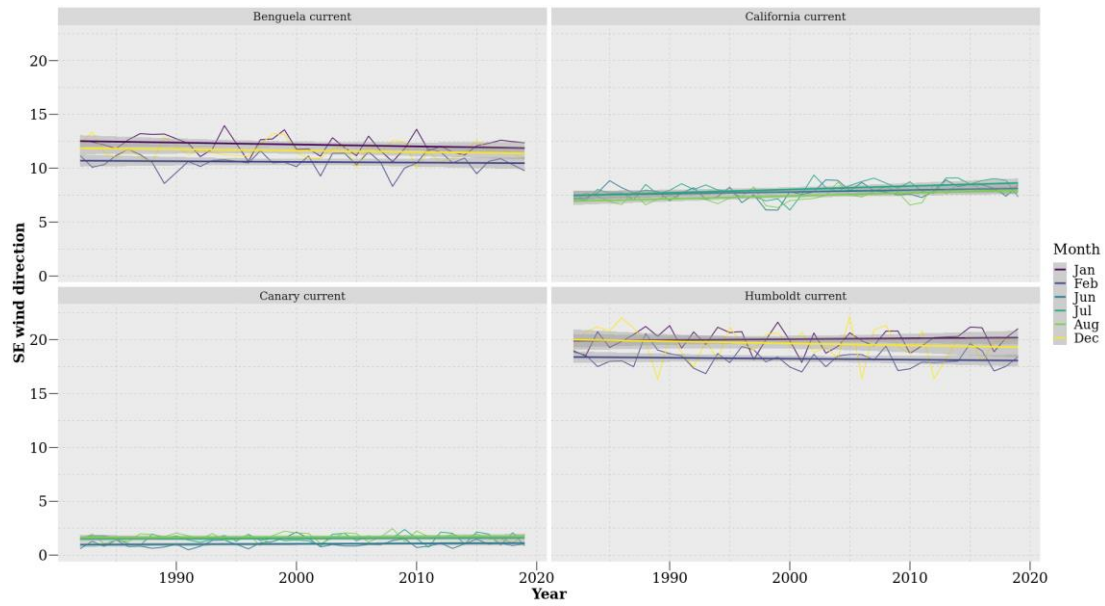 Benguela current
California current
20
15
10
5
0
Canary current
Humboldt current
20
15
10
5
0
1990
2000
2010
2020
1990
2000
2010
2020
Year
SE wind direction
Month
Jan
Feb
Jun
Jul
Aug
Dec